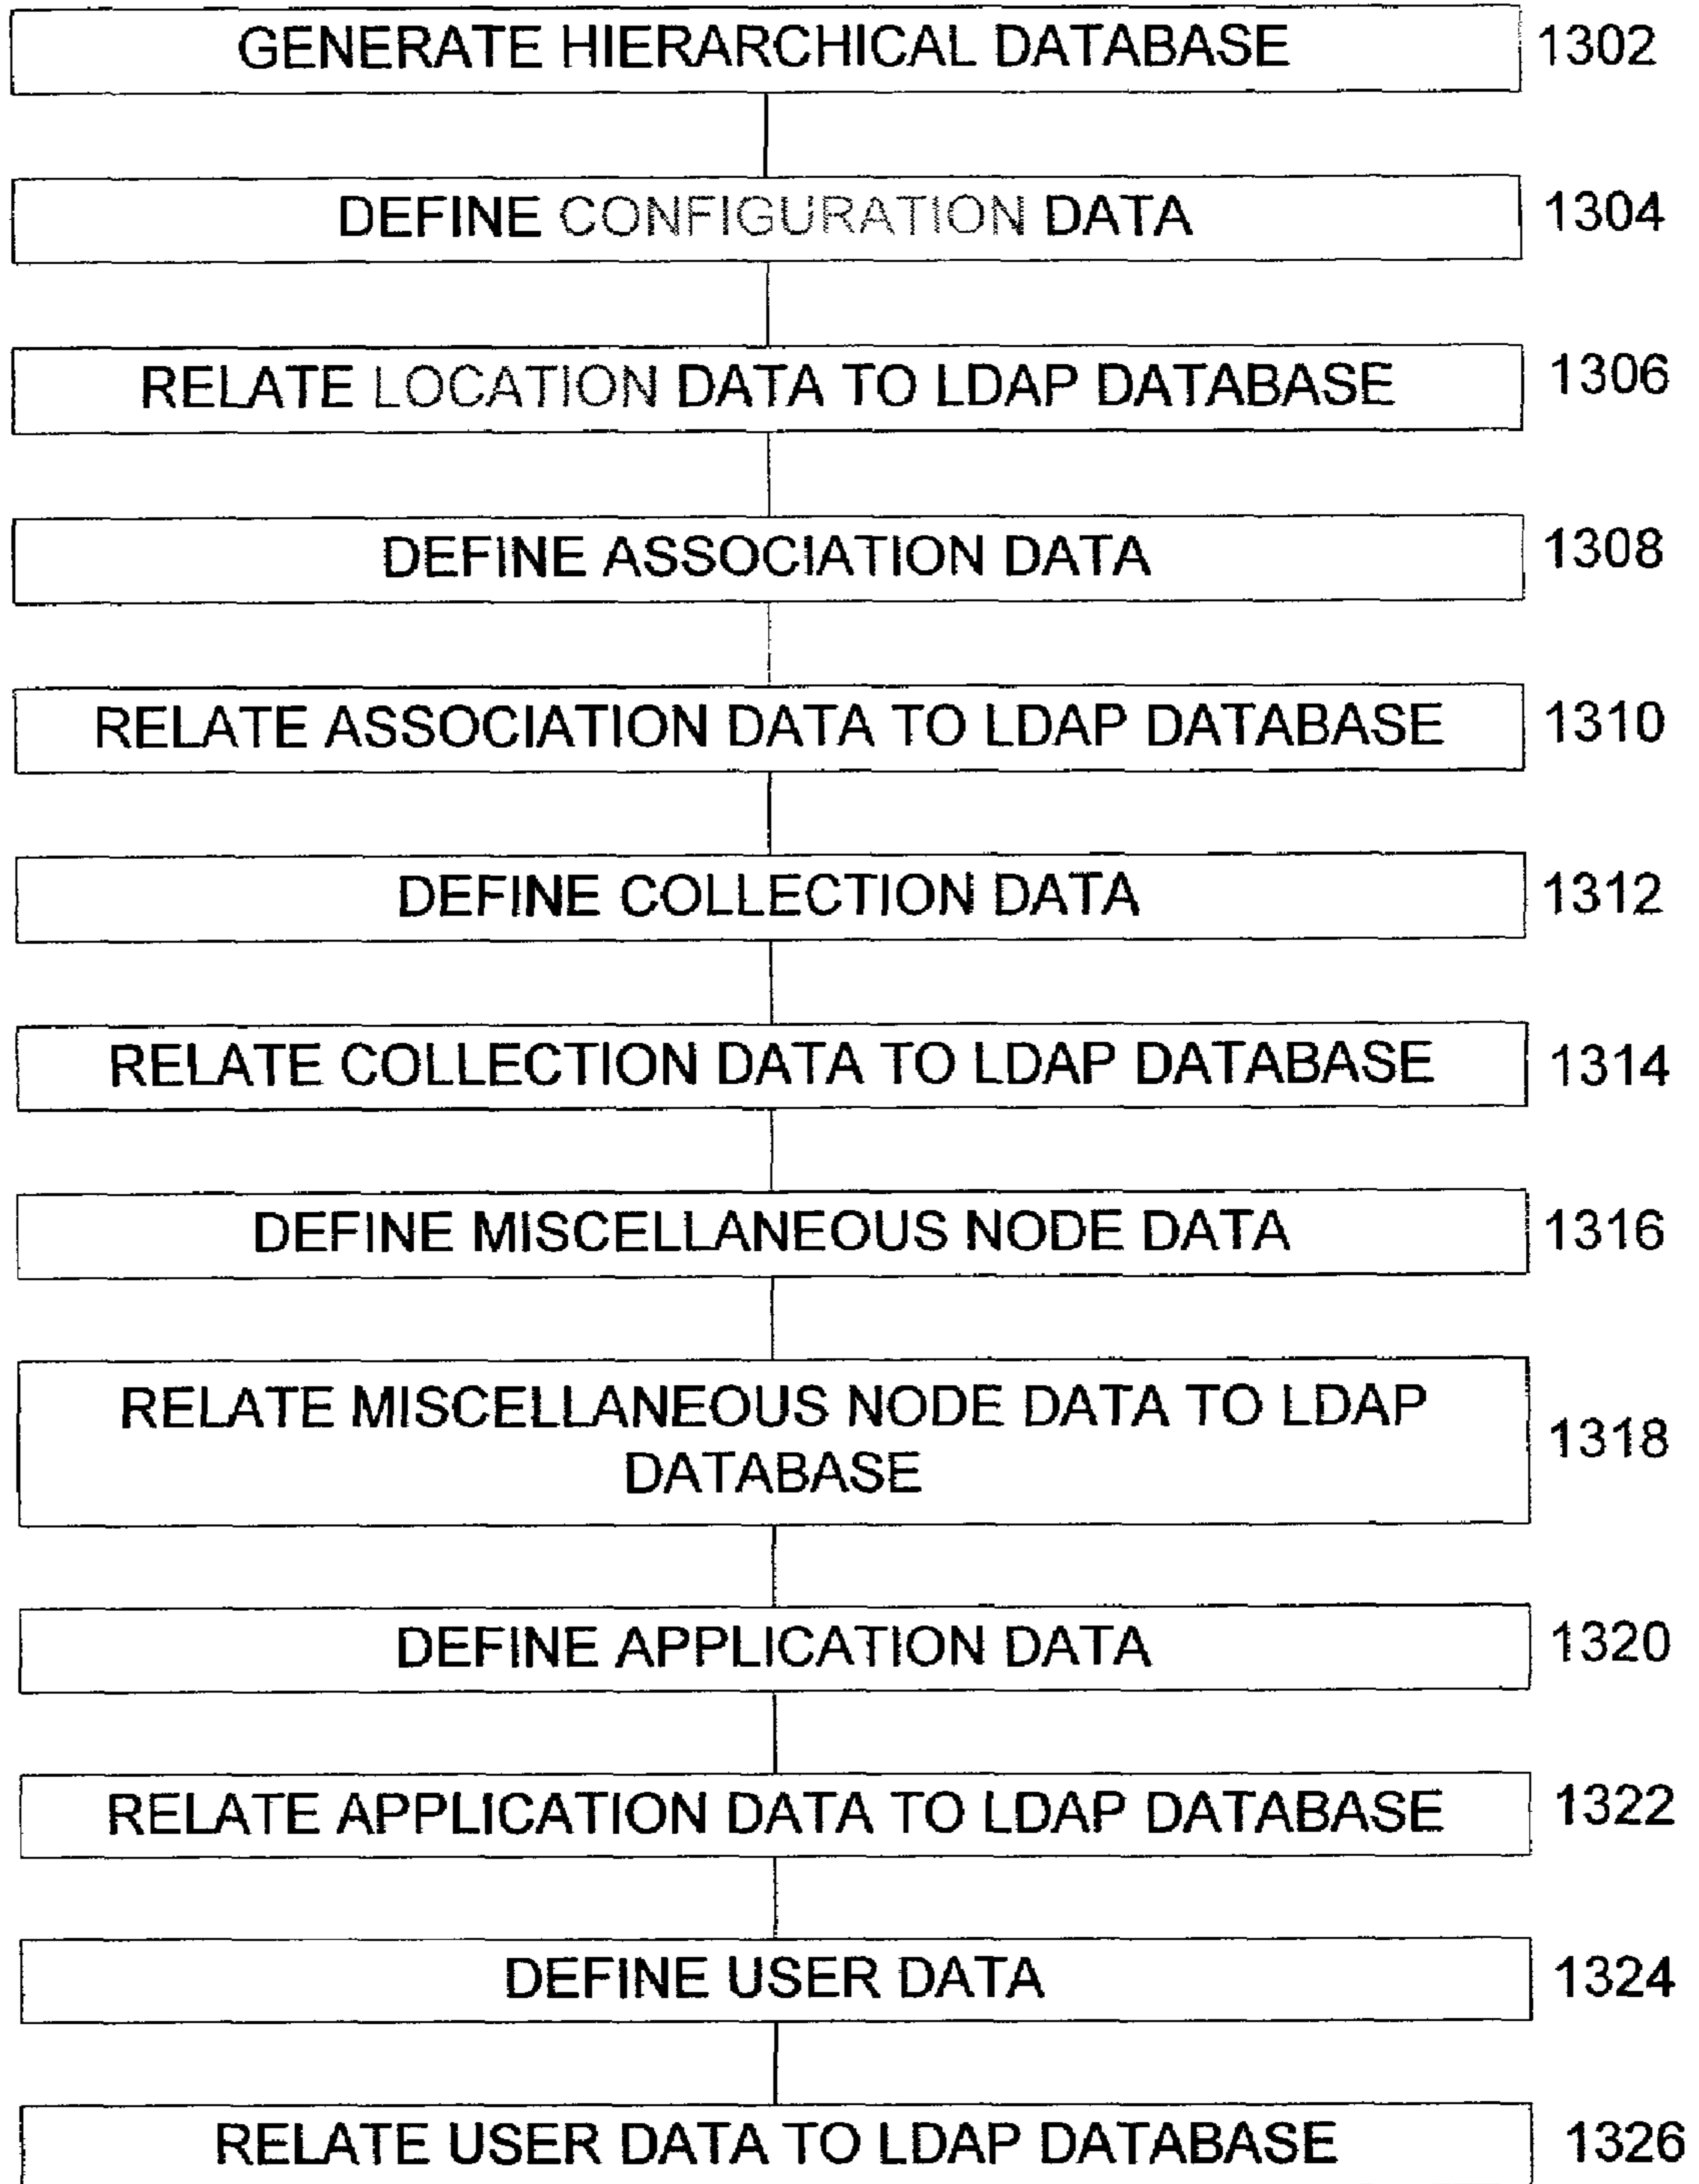 GENERATE HIERARCHICAL DATABASE 1302
DEFINE CONFIGURATION DATA 1304
RELATE LOCATION DATA TO LDAP DATABASE 1306
DEFINE ASSOCIATION DATA 1308
RELATE ASSOCIATION DATA TO LDAP DATABASE 1310
DEFINE COLLECTION DATA 1312
RELATE COLLECTION DATA TO LDAP DATABASE 1314
DEFINE MISCELLANEOUS NODE DATA 1316
RELATE MISCELLANEOUS NODE DATA TO LDAP
DATABASE
1318
DEFINE APPLICATION DATA 1320
RELATE APPLICATION DATA TO LDAP DATABASE 1322
DEFINE USER DATA 1324
RELATE USER DATA TO LDAP DATABASE 1326